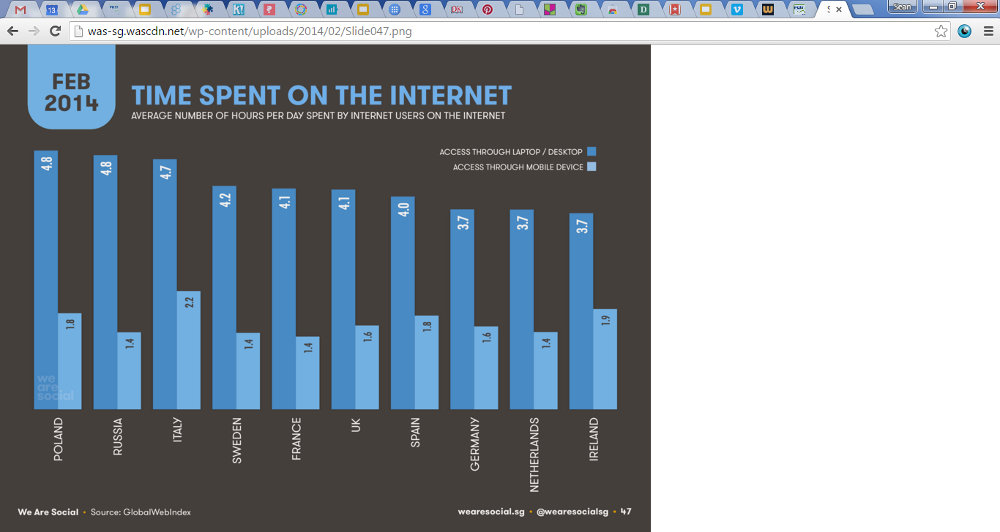 Sean
was-sg.wascdn.net/wp-content/uploads/2014/02/Slide047.png
FEB
2014
TIME SPENT ON THE INTERNET
AVERAGE NUMBER OF HOURS PER DAY SPENT BY INTERNET USERS ON THE INTERNET
ACCESS THROUGH LAPTOP / DESKTOP
ACCESS THROUGH MOBILE DEVICE
4.8
1.8
4.8
1.4
4.7
2.2
4.2
1.4
4.1
1.4
4.1
1.6
4.0
1.8
3.7
1.6
3.7
1.4
3.7
1.9
we
are
social
POLAND
RUSSIA
ITALY
SWEDEN
FRANCE
UK
SPAIN
GERMANY
NETHERLANDS
IRELAND
We Are Social • Source: GlobalWebIndex
wearesocial.sg • @wearesocialsg • 47